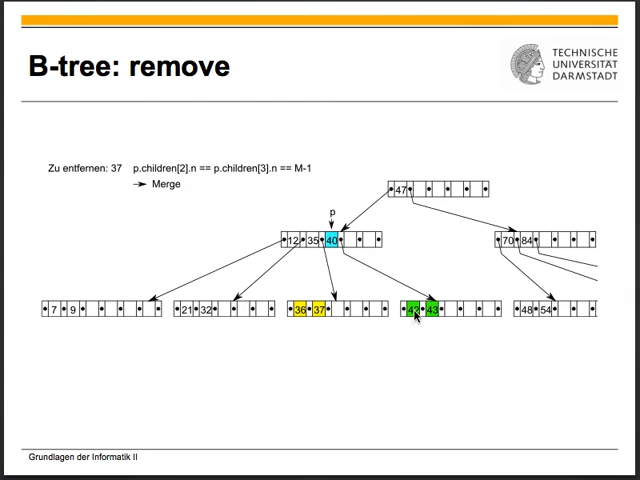 B-tree: remove
TECHNISCHE
UNIVERSITÄT
DARMSTADT
Zu entfernen: 37 p.children[2].n == p.children[3].n == M-1
Merge
47
p
12 35 40
70 84
7 9
21 32
36 37
42 43
48 54
Grundlagen der Informatik II